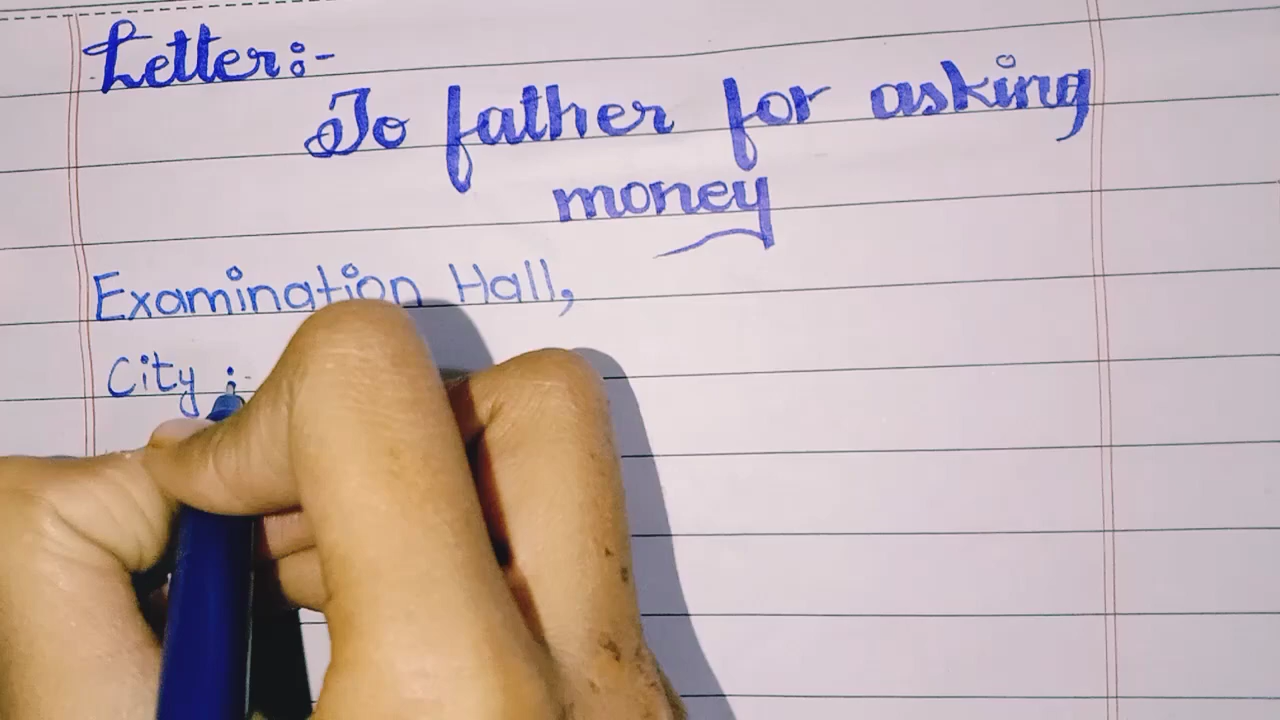 Letter:-
To father for asking
money
Examination Hall,
City :-